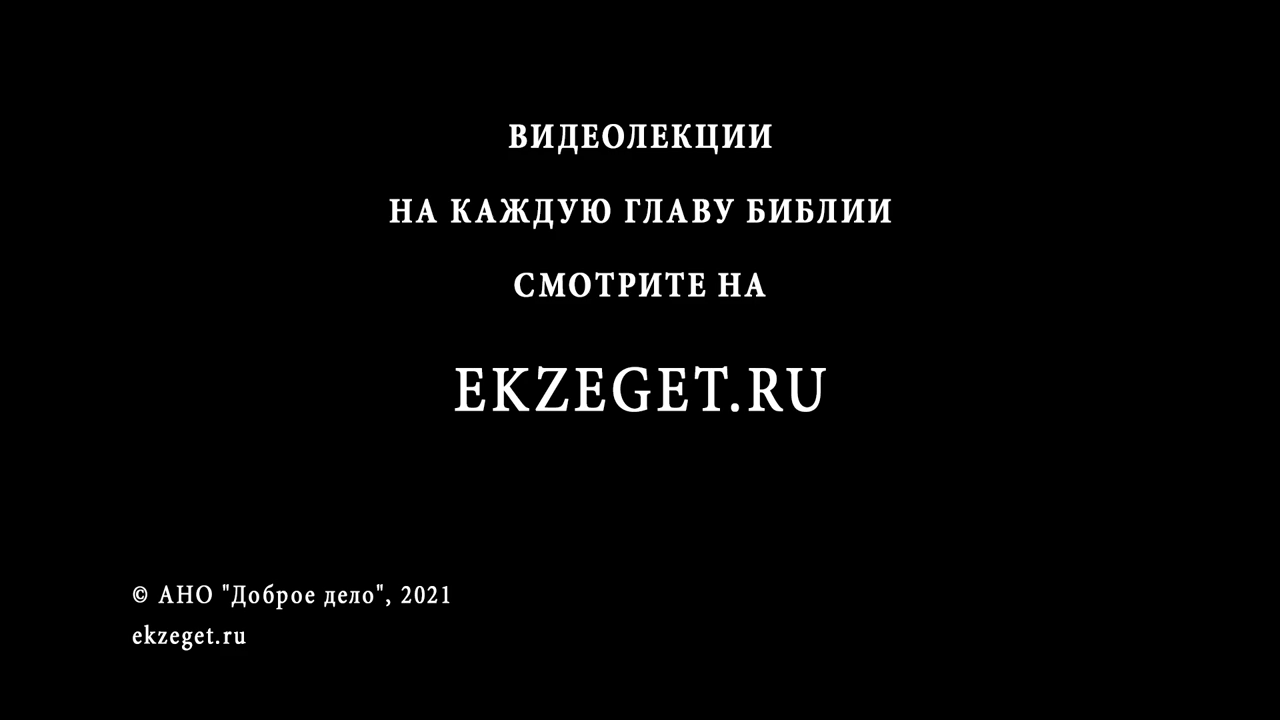 ВИДЕОЛЕКЦИИ
НА КАЖДУЮ ГЛАВУ БИБЛИИ
СМОТРИТЕ НА
EKZEGET.RU
© АНО "Доброе дело", 2021
ekzeget.ru